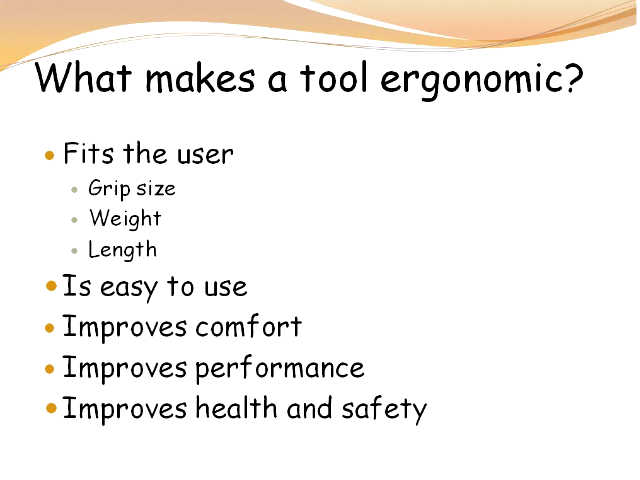 What makes a tool ergonomic?
• Fits the user
• Grip size
• Weight
• Length
• Is easy to use
• Improves comfort
• Improves performance
• Improves health and safety